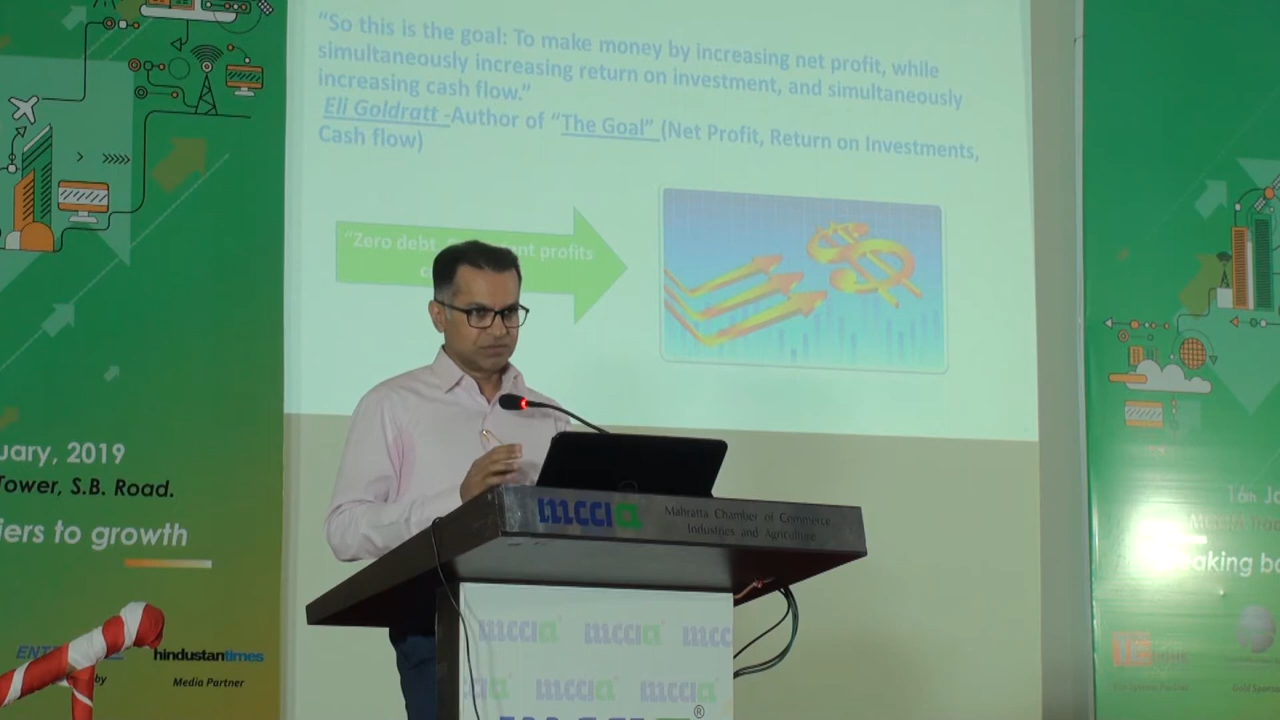 “So this is the goal: To make money by increasing net profit, while
simultaneously increasing return on investment, and simultaneously
increasing cash flow.”
Eli Goldratt -Author of “The Goal” (Net Profit, Return on Investments,
Cash flow)
“Zero debt
profits
uary, 2019
Tower, S.B. Road.
iers to growth
hindustantimes
by
Media Partner
mccia
Mahratta Chamber of Commerce
Industries and Agriculture
mccia mccia mcc
mccia mccia
®
16th Ja
aking ba